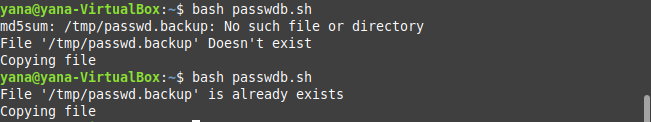 yana@yana-VirtualBox:~$ bash passwdb.sh
md5sum: /tmp/passwd.backup: No such file or directory
File '/tmp/passwd.backup' Doesn't exist
Copying file
yana@yana-VirtualBox:~$ bash passwdb.sh
File '/tmp/passwd.backup' is already exists
Copying file